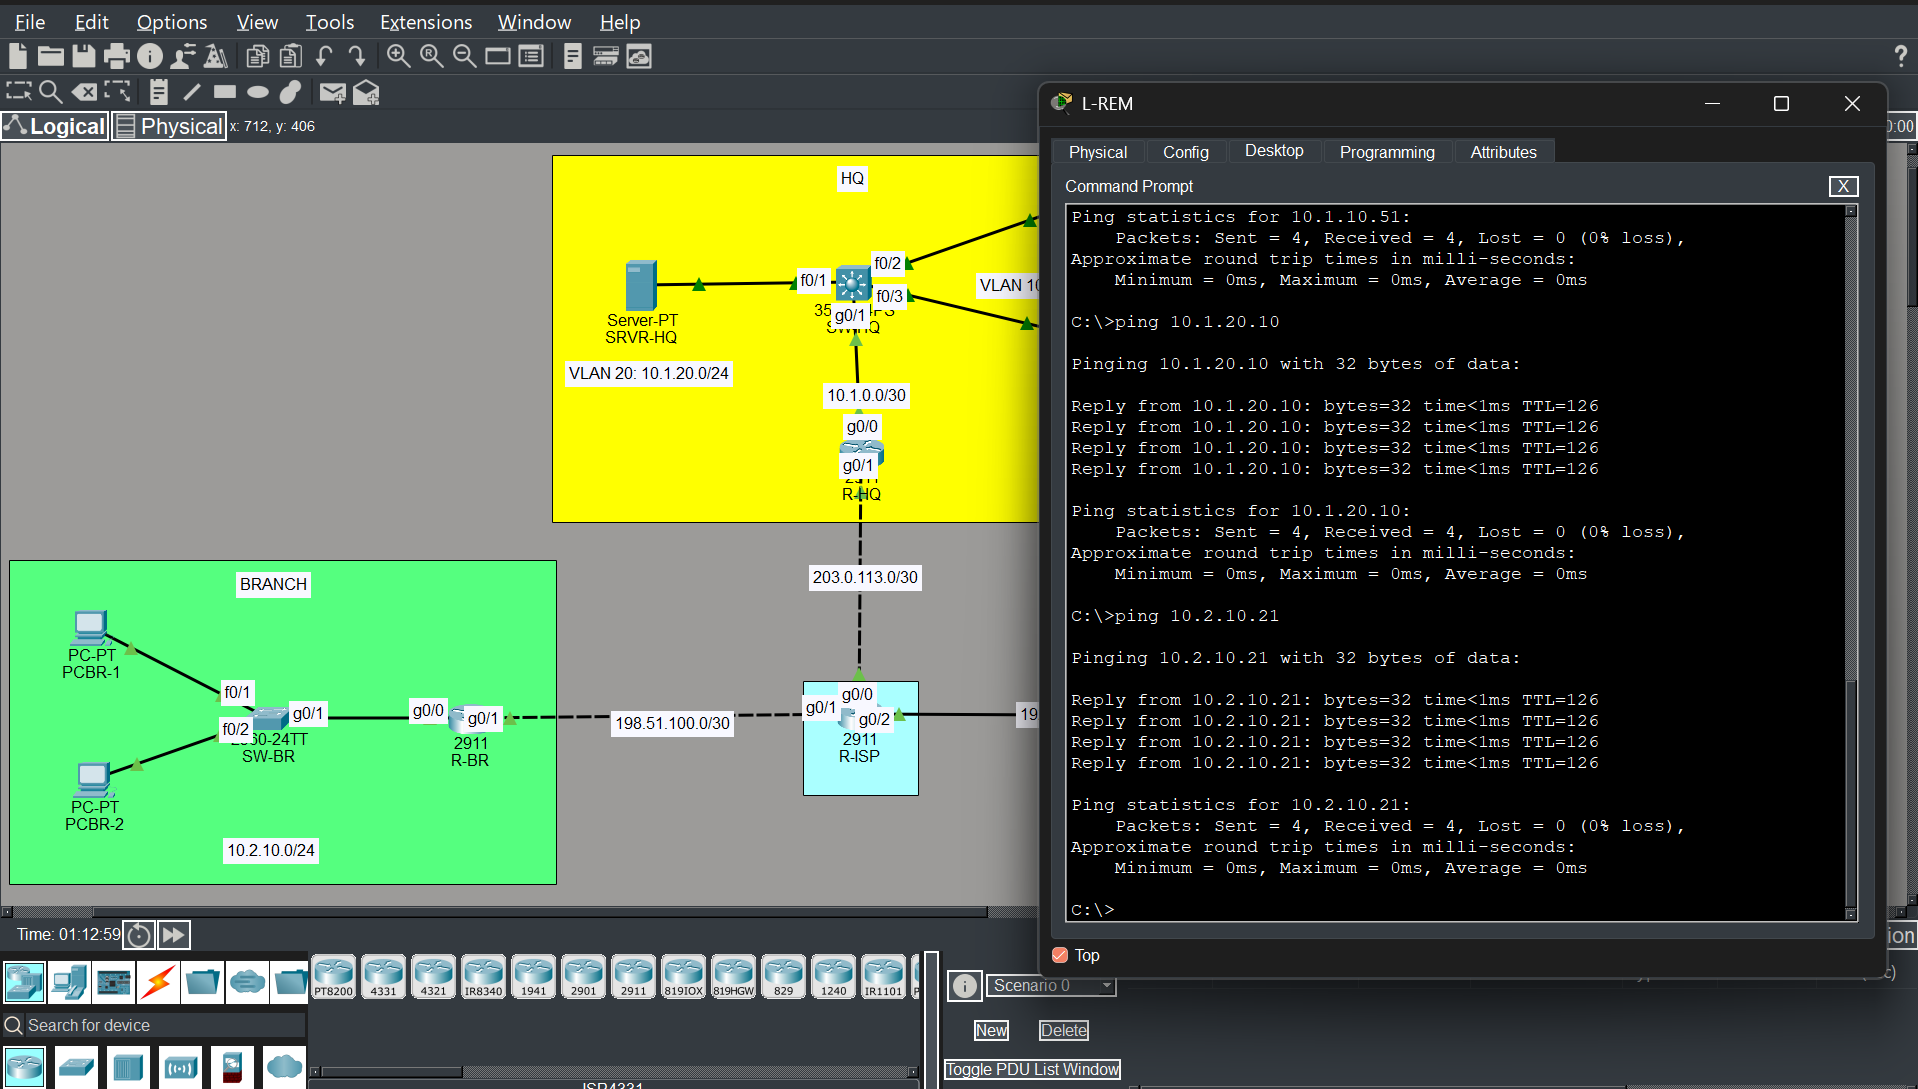 File Edit Options View Tools Extensions Window Help
Logical Physical x: 712, y: 406
0:00
HQ
f0/2
f0/1
VLAN 10
f0/3
g0/1
Server-PT
SRVR-HQ
VLAN 20: 10.1.20.0/24
10.1.0.0/30
g0/0
g0/1
R-HQ
203.0.113.0/30
BRANCH
PC-PT
PCBR-1
f0/1
g0/1
f0/2
SW-BR
g0/0
g0/1
2911
R-BR
198.51.100.0/30
PC-PT
PCBR-2
10.2.10.0/24
g0/0
g0/1
g0/2
2911
R-ISP
19
L-REM
Physical Config Desktop Programming Attributes
Command Prompt
X
Ping statistics for 10.1.10.51:
Packets: Sent = 4, Received = 4, Lost = 0 (0% loss),
Approximate round trip times in milli-seconds:
Minimum = 0ms, Maximum = 0ms, Average = 0ms
C:\>ping 10.1.20.10
Pinging 10.1.20.10 with 32 bytes of data:
Reply from 10.1.20.10: bytes=32 time<1ms TTL=126
Reply from 10.1.20.10: bytes=32 time<1ms TTL=126
Reply from 10.1.20.10: bytes=32 time<1ms TTL=126
Reply from 10.1.20.10: bytes=32 time<1ms TTL=126
Ping statistics for 10.1.20.10:
Packets: Sent = 4, Received = 4, Lost = 0 (0% loss),
Approximate round trip times in milli-seconds:
Minimum = 0ms, Maximum = 0ms, Average = 0ms
C:\>ping 10.2.10.21
Pinging 10.2.10.21 with 32 bytes of data:
Reply from 10.2.10.21: bytes=32 time<1ms TTL=126
Reply from 10.2.10.21: bytes=32 time<1ms TTL=126
Reply from 10.2.10.21: bytes=32 time<1ms TTL=126
Reply from 10.2.10.21: bytes=32 time<1ms TTL=126
Ping statistics for 10.2.10.21:
Packets: Sent = 4, Received = 4, Lost = 0 (0% loss),
Approximate round trip times in milli-seconds:
Minimum = 0ms, Maximum = 0ms, Average = 0ms
C:\>
Top
Time: 01:12:59
PT8200 4331 4321 IR8340 1941 2901 2911 819IOX 819HGW 829 1240 IR1101
Search for device
Scenario 0
New Delete
Toggle PDU List Window